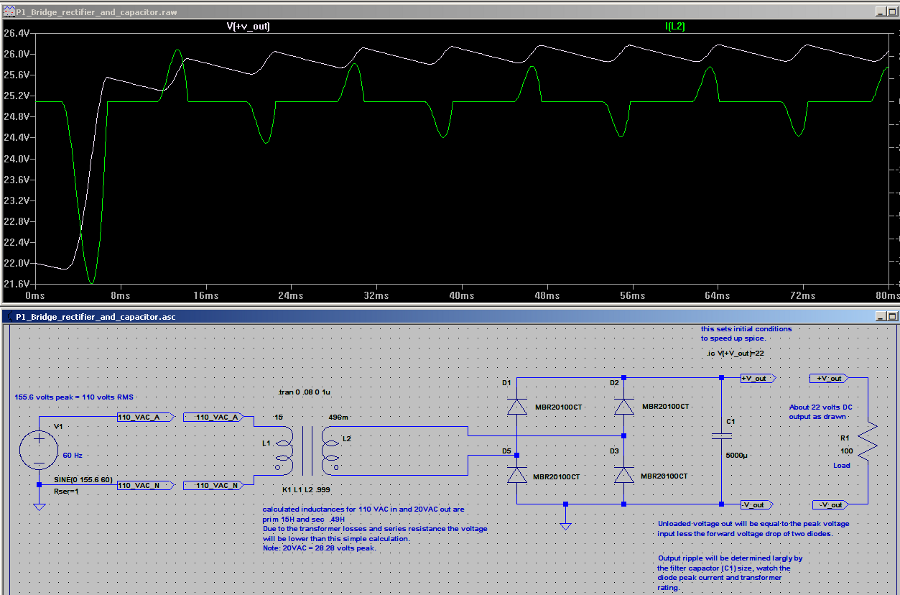 P1_Bridge_rectifier_and_capacitor.raw
V[+v_out] I(L2)
26.4V
26.0V
25.6V
25.2V
24.8V
24.4V
24.0V
23.6V
23.2V
22.8V
22.4V
22.0V
21.6V
0ms 8ms 16ms 24ms 32ms 40ms 48ms 56ms 64ms 72ms 80ms
P1_Bridge_rectifier_and_capacitor.asc
this sets initial conditions
to speed up spice.
.ic V[+V_out]=22
155.6 volts peak = 110 volts RMS
.tran 0 .08 0 1u
D1 D2
+V_out +V_out
MBR20100CT MBR20100CT
About 22 volts DC
output as drawn
110_VAC_A 110_VAC_A
15 496m
V1
C1
L1 L2
R1
60 Hz
D5 D3
5000µ
100
Load
MBR20100CT MBR20100CT
SINE(0 155.6 60)
Rser=1
110_VAC_N 110_VAC_N
K1 L1 L2 .999
-V_out -V_out
calculated inductances for 110 VAC in and 20VAC out are
prim 15H and sec .49H
Due to the transformer losses and series resistance the voltage
will be lower than this simple calculation.
Note: 20VAC = 28.28 volts peak.
Unloaded voltage out will be equal to the peak voltage
input less the forward voltage drop of two diodes.
Output ripple will be determined largely by
the filter capacitor [C1] size, watch the
diode peak current and transformer
rating.